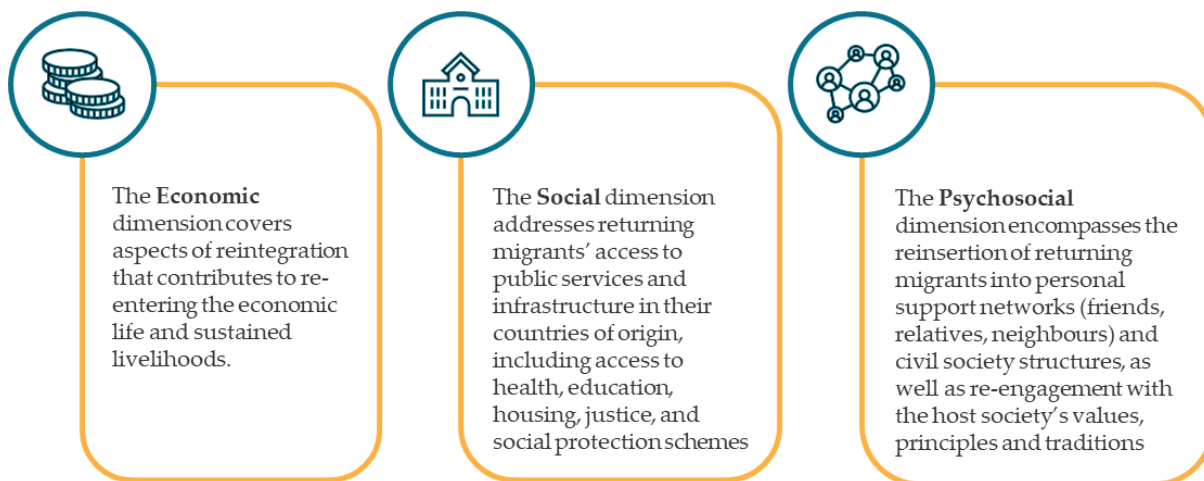 The Economic
dimension covers
aspects of reintegration
that contributes to re-
entering the economic
life and sustained
livelihoods.
The Social dimension
addresses returning
migrants’ access to
public services and
infrastructure in their
countries of origin,
including access to
health, education,
housing, justice, and
social protection schemes
The Psychosocial
dimension encompasses the
reinsertion of returning
migrants into personal
support networks (friends,
relatives, neighbours) and
civil society structures, as
well as re-engagement with
the host society’s values,
principles and traditions